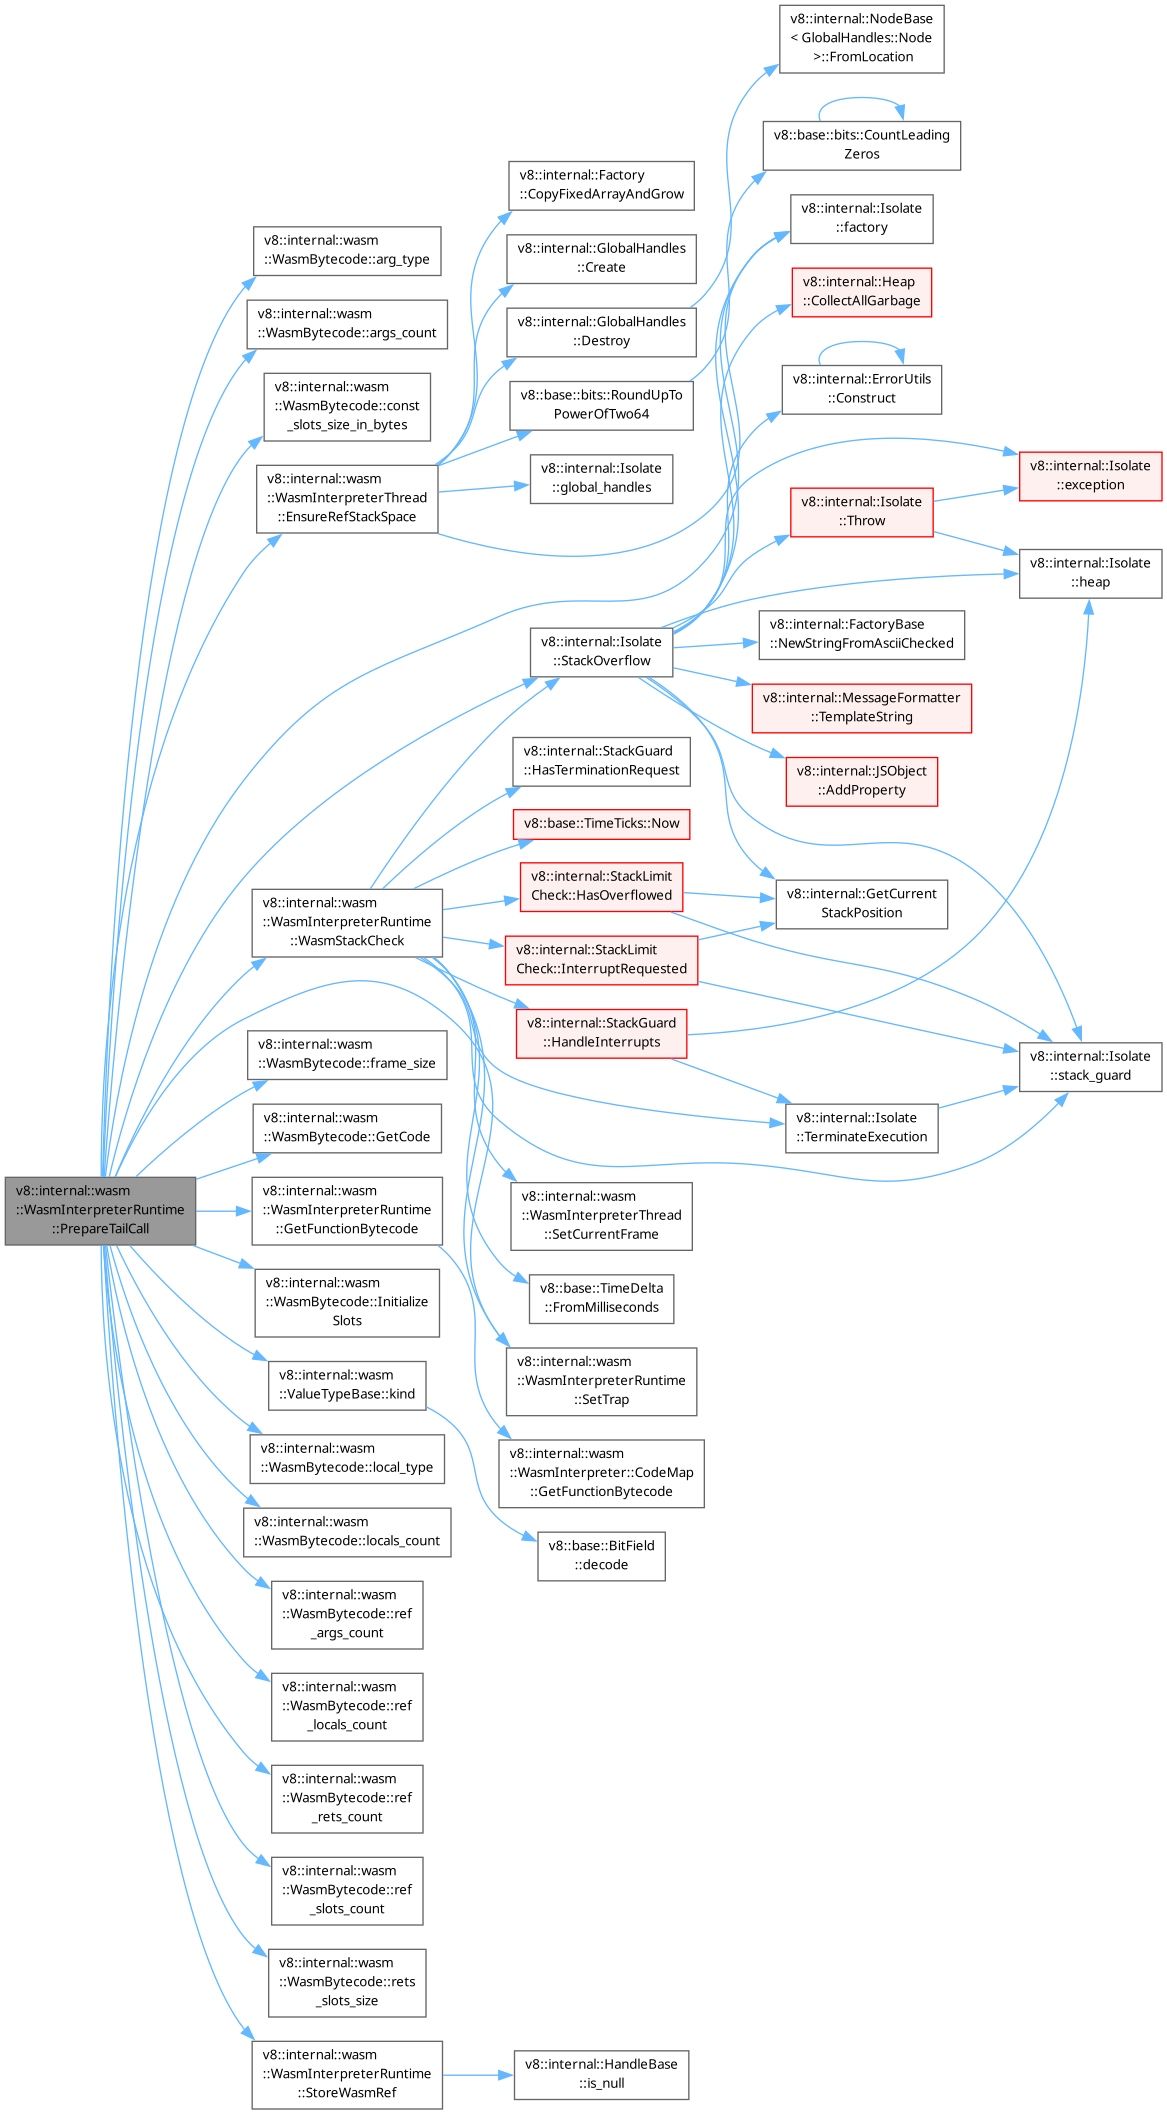 v8::internal::NodeBase
< GlobalHandles::Node
>::FromLocation
v8::base::bits::CountLeading
Zeros
v8::internal::Factory
::CopyFixedArrayAndGrow
v8::internal::Isolate
::factory
v8::internal::wasm
::WasmBytecode::arg_type
v8::internal::GlobalHandles
::Create
v8::internal::Heap
::CollectAllGarbage
v8::internal::wasm
::WasmBytecode::args_count
v8::internal::GlobalHandles
::Destroy
v8::internal::ErrorUtils
::Construct
v8::internal::wasm
::WasmBytecode::const
_slots_size_in_bytes
v8::base::bits::RoundUpTo
PowerOfTwo64
v8::internal::wasm
::WasmInterpreterThread
::EnsureRefStackSpace
v8::internal::Isolate
::global_handles
v8::internal::Isolate
::exception
v8::internal::Isolate
::Throw
v8::internal::Isolate
::heap
v8::internal::Isolate
::StackOverflow
v8::internal::FactoryBase
::NewStringFromAsciiChecked
v8::internal::MessageFormatter
::TemplateString
v8::internal::StackGuard
::HasTerminationRequest
v8::internal::JSObject
::AddProperty
v8::base::TimeTicks::Now
v8::internal::StackLimit
Check::HasOverflowed
v8::internal::GetCurrent
StackPosition
v8::internal::wasm
::WasmInterpreterRuntime
::WasmStackCheck
v8::internal::StackLimit
Check::InterruptRequested
v8::internal::StackGuard
::HandleInterrupts
v8::internal::wasm
::WasmBytecode::frame_size
v8::internal::Isolate
::stack_guard
v8::internal::wasm
::WasmBytecode::GetCode
v8::internal::Isolate
::TerminateExecution
v8::internal::wasm
::WasmInterpreterRuntime
::PrepareTailCall
v8::internal::wasm
::WasmInterpreterRuntime
::GetFunctionBytecode
v8::internal::wasm
::WasmInterpreterThread
::SetCurrentFrame
v8::internal::wasm
::WasmBytecode::Initialize
Slots
v8::base::TimeDelta
::FromMilliseconds
v8::internal::wasm
::ValueTypeBase::kind
v8::internal::wasm
::WasmInterpreterRuntime
::SetTrap
v8::internal::wasm
::WasmBytecode::local_type
v8::internal::wasm
::WasmInterpreter::CodeMap
::GetFunctionBytecode
v8::internal::wasm
::WasmBytecode::locals_count
v8::base::BitField
::decode
v8::internal::wasm
::WasmBytecode::ref
_args_count
v8::internal::wasm
::WasmBytecode::ref
_locals_count
v8::internal::wasm
::WasmBytecode::ref
_rets_count
v8::internal::wasm
::WasmBytecode::ref
_slots_count
v8::internal::wasm
::WasmBytecode::rets
_slots_size
v8::internal::wasm
::WasmInterpreterRuntime
::StoreWasmRef
v8::internal::HandleBase
::is_null